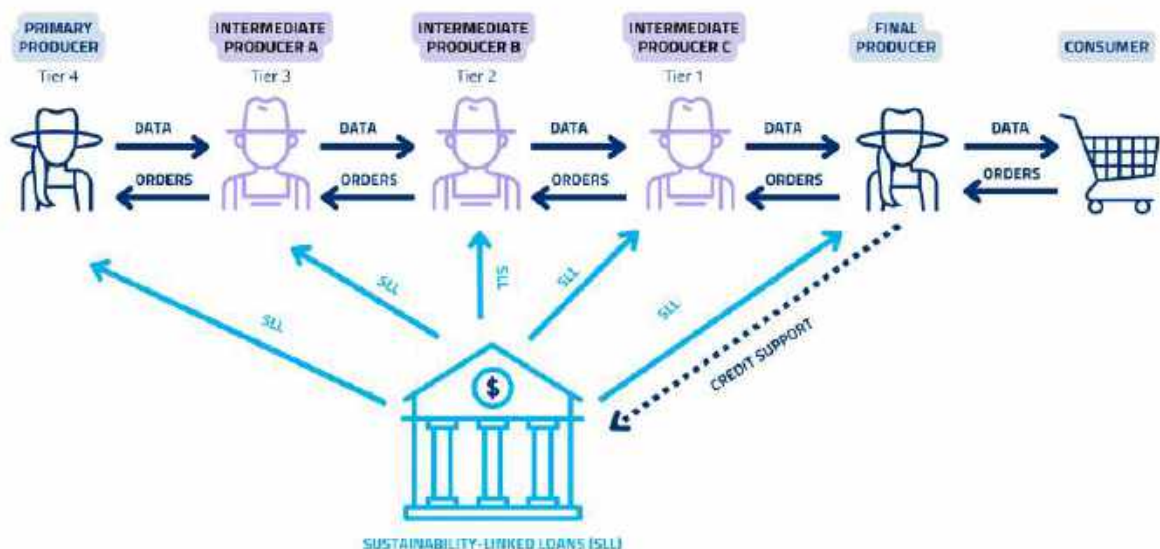 PRIMARY
PRODUCER
Tier 4
INTERMEDIATE
PRODUCER A
Tier 3
INTERMEDIATE
PRODUCER B
Tier 2
INTERMEDIATE
PRODUCER C
Tier 1
FINAL
PRODUCER
CONSUMER
DATA
DATA
DATA
DATA
DATA
ORDERS
ORDERS
ORDERS
ORDERS
ORDERS
SLL
SLL
SLL
SLL
SLL
CREDIT SUPPORT
$
SUSTAINABILITY-LINKED LOANS (SLL)